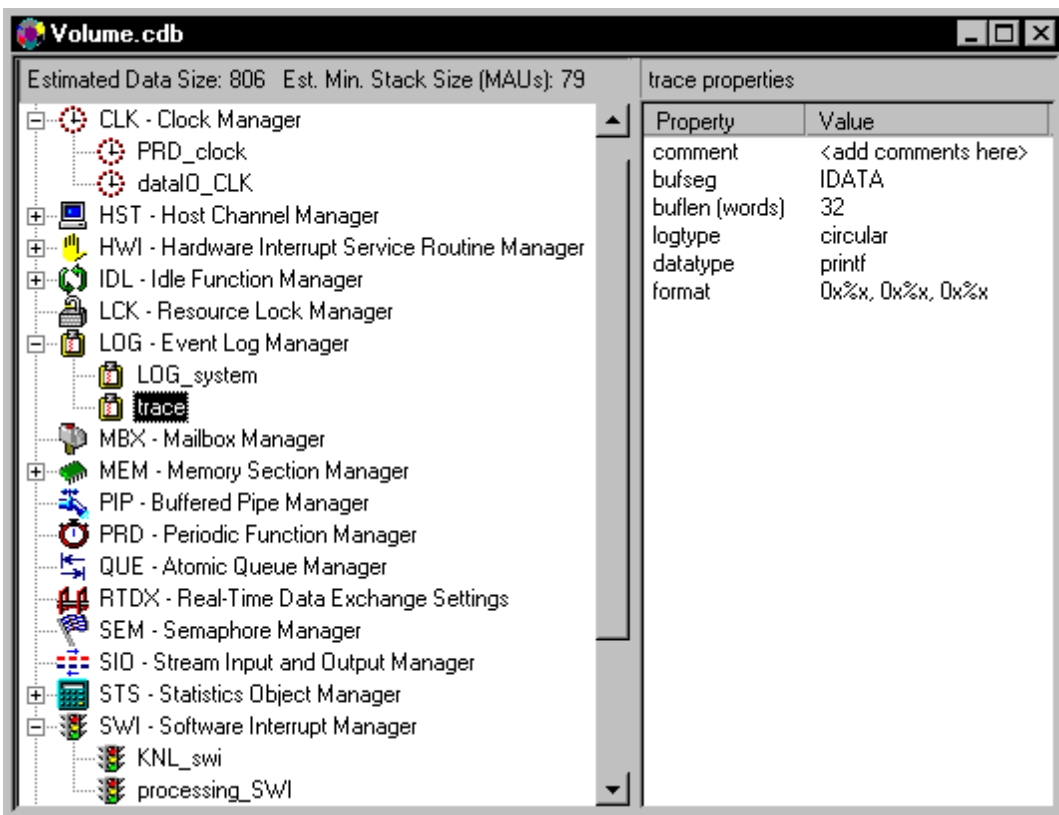 Volume.cdb
Estimated Data Size: 806 Est. Min. Stack Size (MAUs): 79
CLK - Clock Manager
PRD_clock
dataIO_CLK
HST - Host Channel Manager
HWI - Hardware Interrupt Service Routine Manager
IDL - Idle Function Manager
LCK - Resource Lock Manager
LOG - Event Log Manager
LOG_system
trace
MBX - Mailbox Manager
MEM - Memory Section Manager
PIP - Buffered Pipe Manager
PRD - Periodic Function Manager
QUE - Atomic Queue Manager
RTDX - Real-Time Data Exchange Settings
SEM - Semaphore Manager
SIO - Stream Input and Output Manager
STS - Statistics Object Manager
SWI - Software Interrupt Manager
KNL_swi
processing_SWI
trace properties
Property Value
comment <add comments here>
bufseg IDATA
buflen (words) 32
logtype circular
datatype printf
format 0x%x, 0x%x, 0x%x